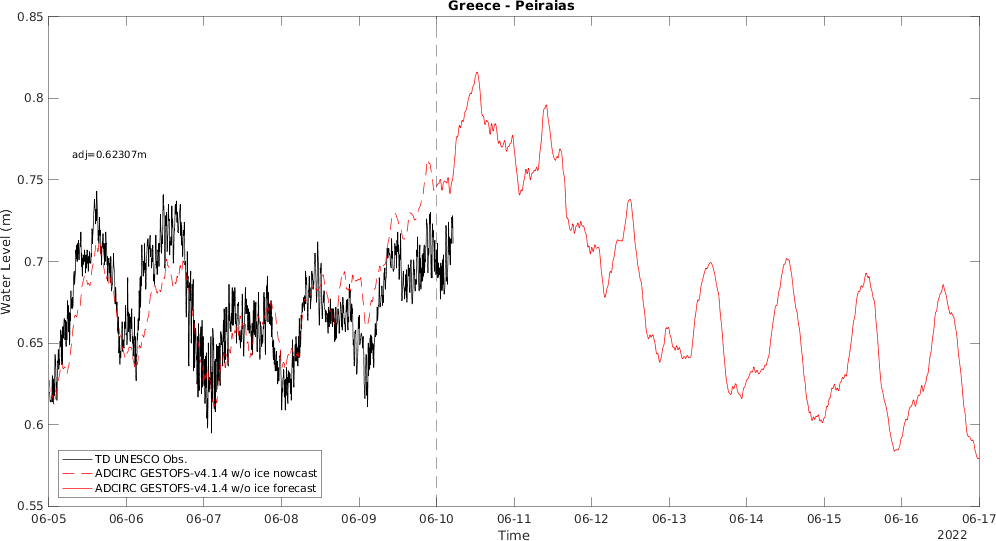 Greece - Peiraias
0.85
0.8
0.75
0.7
0.65
0.6
0.55
Water Level (m)
adj=0.62307m
TD UNESCO Obs.
ADCIRC GESTOFS-v4.1.4 w/o ice nowcast
ADCIRC GESTOFS-v4.1.4 w/o ice forecast
06-05 06-06 06-07 06-08 06-09 06-10 06-11 06-12 06-13 06-14 06-15 06-16 06-17
Time
2022